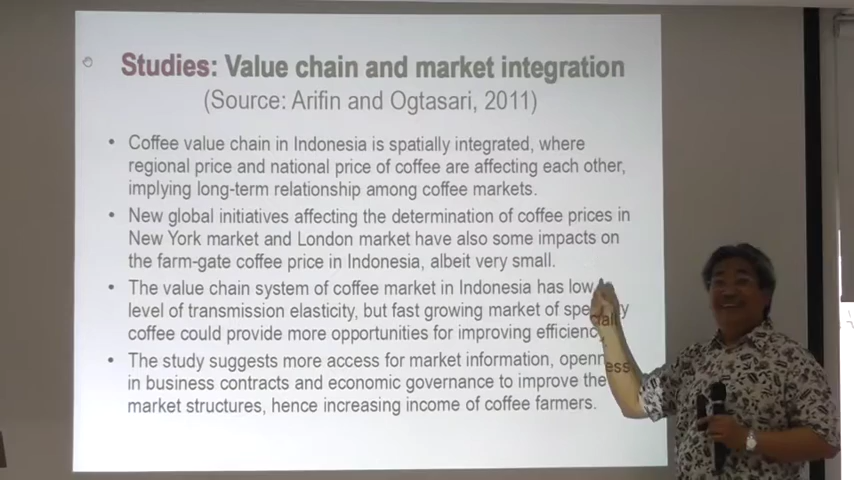 Studies: Value chain and market integration
(Source: Arifin and Ogtasari, 2011)
• Coffee value chain in Indonesia is spatially integrated, where
regional price and national price of coffee are affecting each other,
implying long-term relationship among coffee markets.
• New global initiatives affecting the determination of coffee prices in
New York market and London market have also some impacts on
the farm-gate coffee price in Indonesia, albeit very small.
• The value chain system of coffee market in Indonesia has low
level of transmission elasticity, but fast growing market of specialty
coffee could provide more opportunities for improving efficiency
• The study suggests more access for market information, openness
in business contracts and economic governance to improve the
market structures, hence increasing income of coffee farmers.